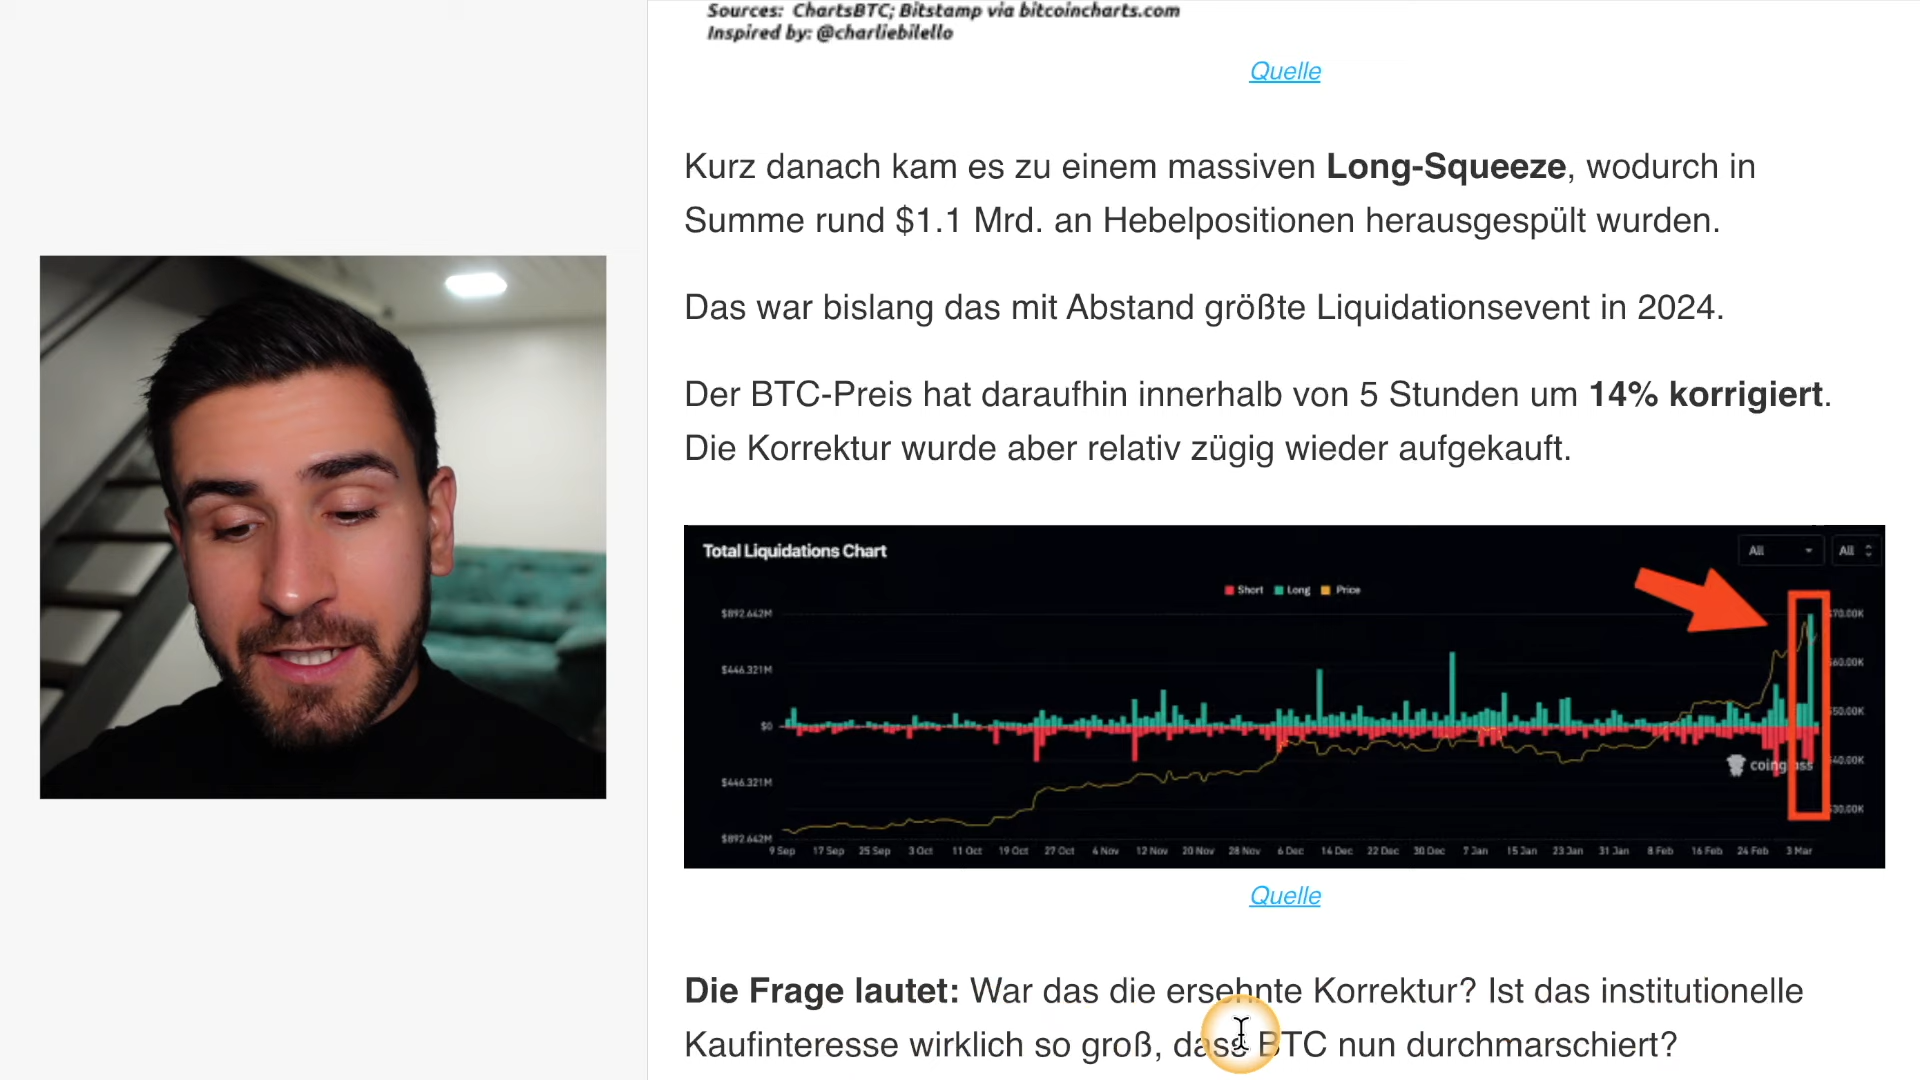 Sources: ChartsBTC; Bitstamp via bitcoincharts.com
Inspired by: @charliebilello
Quelle
Kurz danach kam es zu einem massiven Long-Squeeze, wodurch in
Summe rund $1.1 Mrd. an Hebelpositionen herausgespült wurden.
Das war bislang das mit Abstand größte Liquidationsevent in 2024.
Der BTC-Preis hat daraufhin innerhalb von 5 Stunden um 14% korrigiert.
Die Korrektur wurde aber relativ zügig wieder aufgekauft.
Total Liquidations Chart
All
All
Short Long Price
$892.642M
$70.00K
$446.321M
$60.00K
$50.00K
$0
$40.00K
$446.321M
$30.00K
$892.642M
9 Sep 17 Sep 25 Sep 3 Oct 11 Oct 19 Oct 27 Oct 4 Nov 12 Nov 20 Nov 28 Nov 6 Dec 14 Dec 22 Dec 30 Dec 7 Jan 15 Jan 23 Jan 31 Jan 8 Feb 16 Feb 24 Feb 3 Mar
Quelle
Die Frage lautet: War das die ersehnte Korrektur? Ist das institutionelle
Kaufinteresse wirklich so groß, dass BTC nun durchmarschiert?